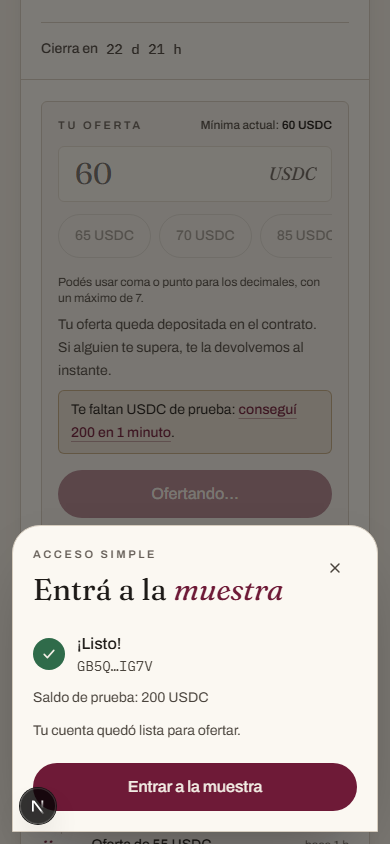 Cierra en 22 d 21 h
TU OFERTA
Mínima actual: 60 USDC
60 USDC
65 USDC
70 USDC
85 USDC
Podés usar coma o punto para los decimales, con
un máximo de 7.
Tu oferta queda depositada en el contrato.
Si alguien te supera, te la devolvemos al
instante.
Te faltan USDC de prueba: conseguí
200 en 1 minuto.
Ofertando...
ACCESO SIMPLE
Entrá a la muestra
¡Listo!
GB5Q…IG7V
Saldo de prueba: 200 USDC
Tu cuenta quedó lista para ofertar.
Entrar a la muestra
N
Oferta de 55 USDC